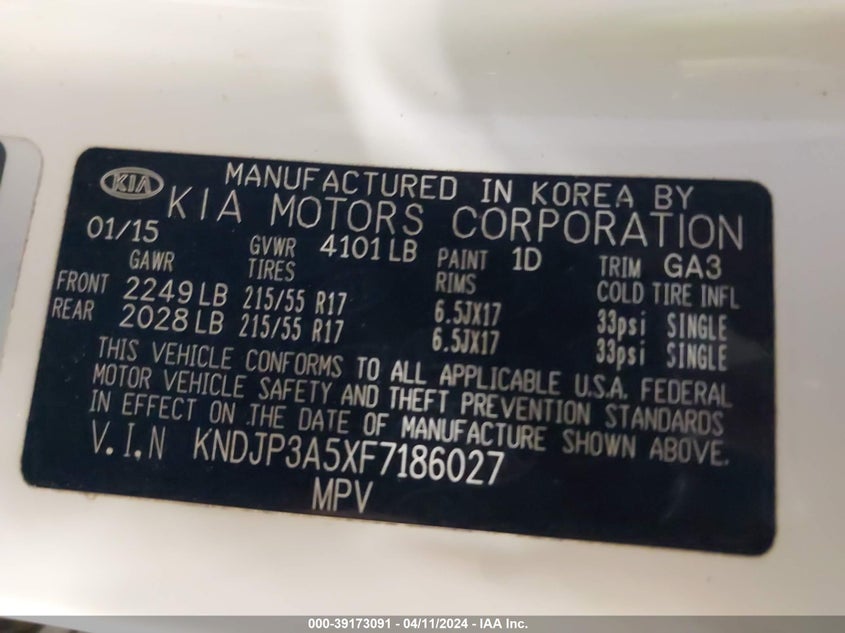 KIA MANUFACTURED IN KOREA BY
KIA MOTORS CORPORATION
01/15 GVWR 4101 LB PAINT 1D TRIM GA3
GAWR TIRES RIMS COLD TIRE INFL
FRONT 2249 LB 215/55 R17 6.5JX17 33psi SINGLE
REAR 2028 LB 215/55 R17 6.5JX17 33psi SINGLE
THIS VEHICLE CONFORMS TO ALL APPLICABLE U.S.A. FEDERAL
MOTOR VEHICLE SAFETY AND THEFT PREVENTION STANDARDS
IN EFFECT ON THE DATE OF MANUFACTURE SHOWN ABOVE.
V.I.N KNDJP3A5XF7186027
MPV
000-39173091 - 04/11/2024 - IAA Inc.